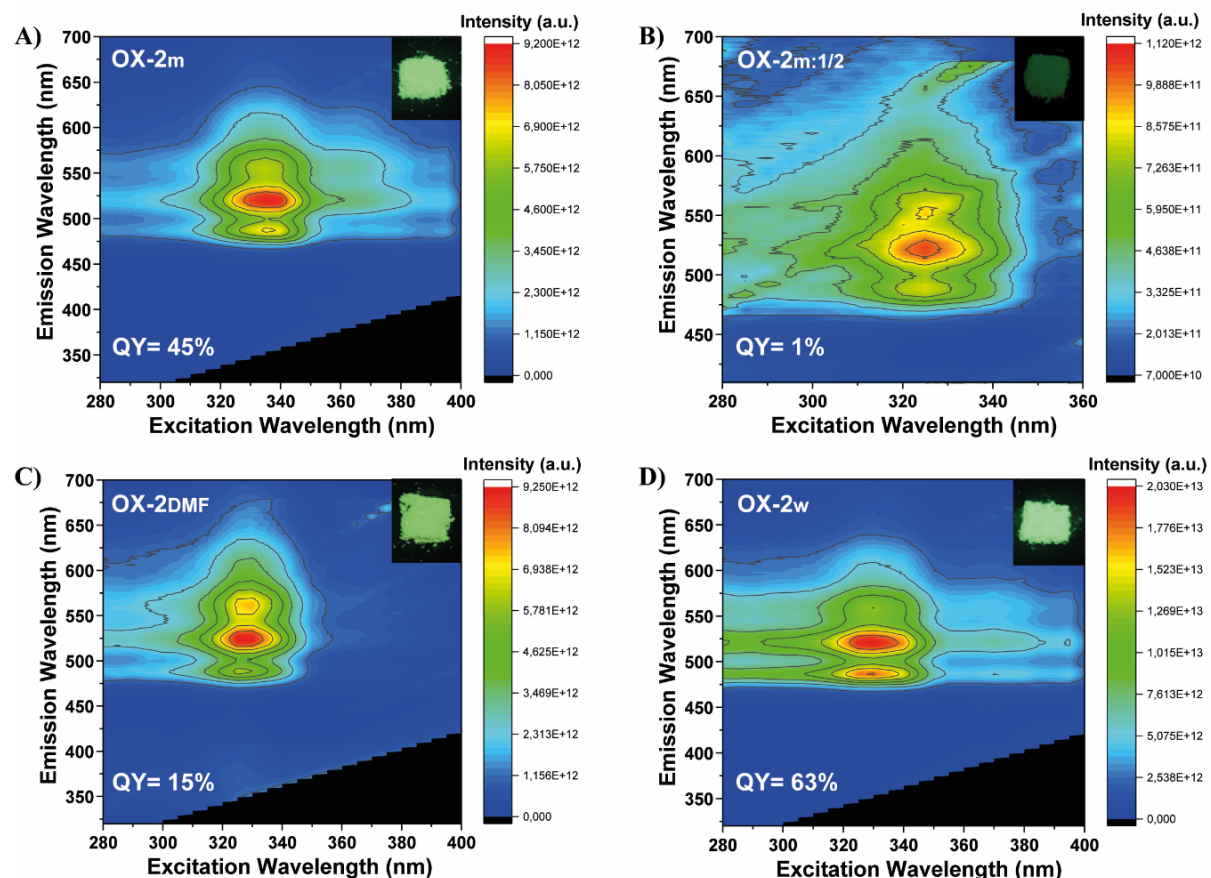 A)
OX-2m
QY= 45%
Emission Wavelength (nm)
700
650
600
550
500
450
400
350
280 300 320 340 360 380 400
Excitation Wavelength (nm)
Intensity (a.u.)
9,200E+12
8,050E+12
6,900E+12
5,750E+12
4,600E+12
3,450E+12
2,300E+12
1,150E+12
0,000
B)
OX-2m:1/2
QY= 1%
Emission Wavelength (nm)
700
650
600
550
500
450
280 300 320 340 360
Excitation Wavelength (nm)
Intensity (a.u.)
1,120E+12
9,888E+11
8,575E+11
7,263E+11
5,950E+11
4,638E+11
3,325E+11
2,013E+11
7,000E+10
C)
OX-2DMF
QY= 15%
Emission Wavelength (nm)
700
650
600
550
500
450
400
350
280 300 320 340 360 380 400
Excitation Wavelength (nm)
Intensity (a.u.)
9,250E+12
8,094E+12
6,938E+12
5,781E+12
4,625E+12
3,469E+12
2,313E+12
1,156E+12
0,000
D)
OX-2w
QY= 63%
Emission Wavelength (nm)
700
650
600
550
500
450
400
350
280 300 320 340 360 380 400
Excitation Wavelength (nm)
Intensity (a.u.)
2,030E+13
1,776E+13
1,523E+13
1,269E+13
1,015E+13
7,613E+12
5,075E+12
2,538E+12
0,000